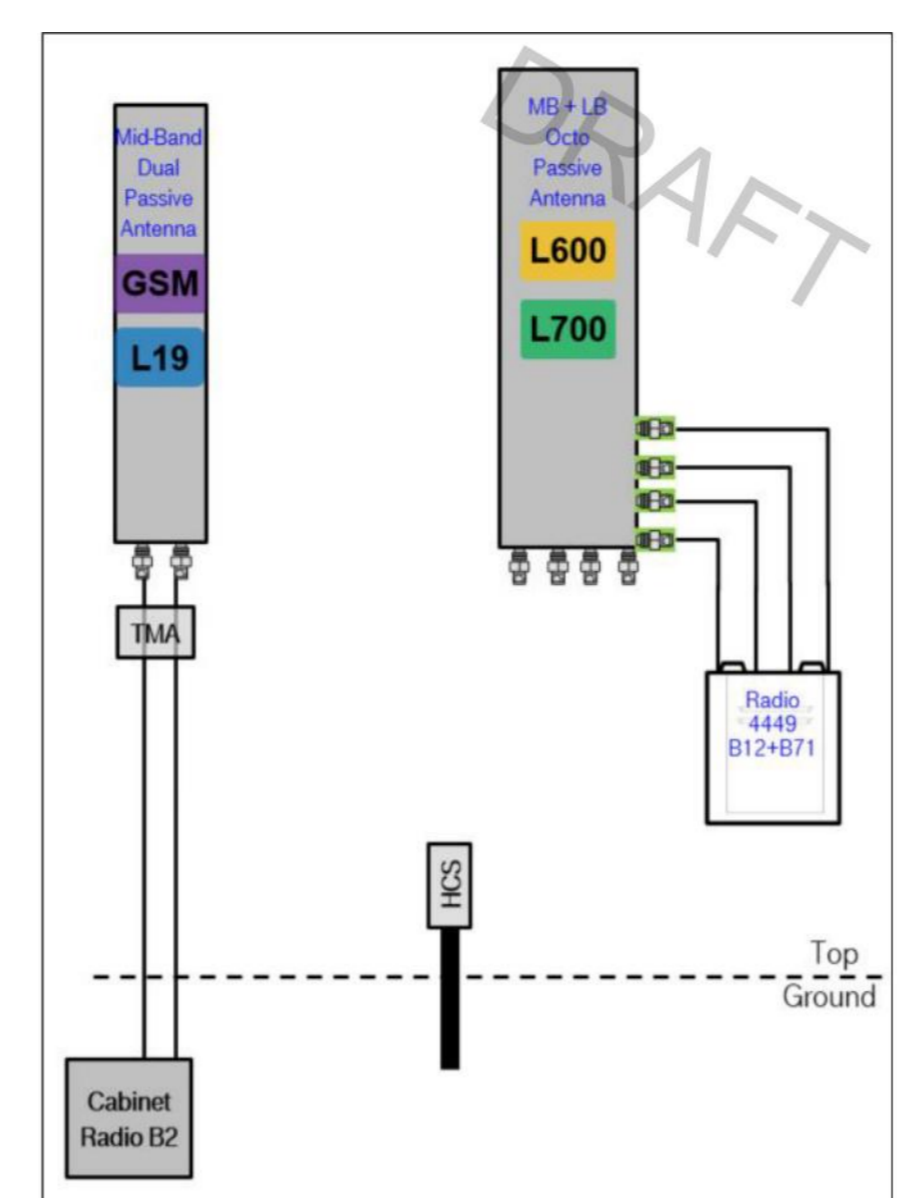 DRAFT
Mid-Band
Dual
Passive
Antenna
GSM
L19
MB + LB
Octo
Passive
Antenna
L600
L700
TMA
Radio
4449
B12+B71
HCS
Top
Ground
Cabinet
Radio B2